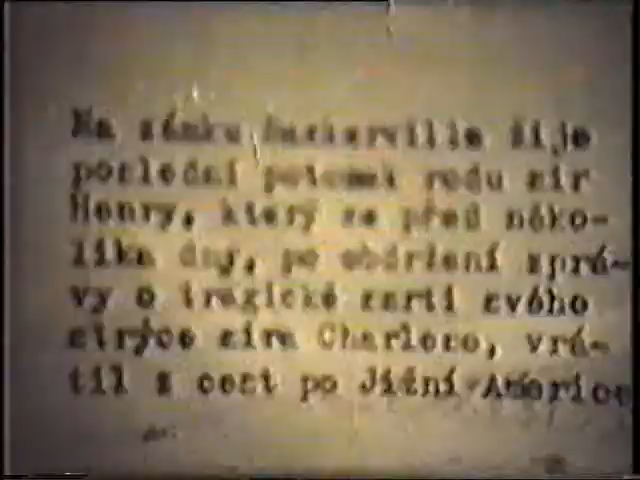 Na zámku Baskerville žije
poslední potomek rodu sir
Henry, který se před něko-
lika dny, po obdržení zprá-
vy o tragické smrti svého
strýce sira Charlese, vrá-
til z cest po Jižní Americe